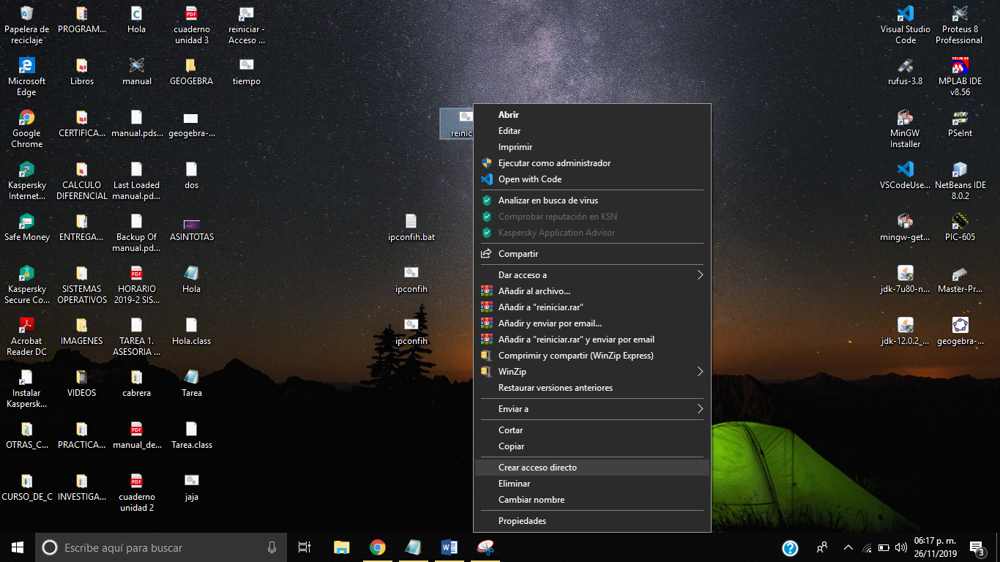 Papelera de
reciclaje
PROGRAM...
Hola
cuaderno
unidad 3
reiniciar -
Acceso ...
Microsoft
Edge
Libros
manual
GEOGEBRA
tiempo
Google
Chrome
CERTIFICA...
manual.pds...
geogebra-...
Kaspersky
Internet...
CALCULO
DIFERENCIAL
Last Loaded
manual.pd...
dos
Safe Money
ENTREGA...
Backup Of
manual.pd...
ASINTOTAS
Kaspersky
Secure Co...
SISTEMAS
OPERATIVOS
HORARIO
2019-2 SIS...
Hola
Acrobat
Reader DC
IMAGENES
TAREA 1.
ASESORIA ...
Hola.class
Instalar
Kaspersk...
VIDEOS
cabrera
Tarea
OTRAS_C...
PRACTICA...
manual_de...
Tarea.class
CURSO_DE_C
INVESTIGA...
cuaderno
unidad 2
jaja
ipconfih.bat
ipconfih
ipconfih
reinic
Abrir
Editar
Imprimir
Ejecutar como administrador
Open with Code
Analizar en busca de virus
Comprobar reputación en KSN
Kaspersky Application Advisor
Compartir
Dar acceso a
Añadir al archivo...
Añadir a "reiniciar.rar"
Añadir y enviar por email...
Añadir a "reiniciar.rar" y enviar por email
Comprimir y compartir (WinZip Express)
WinZip
Restaurar versiones anteriores
Enviar a
Cortar
Copiar
Crear acceso directo
Eliminar
Cambiar nombre
Propiedades
Visual Studio
Code
Proteus 8
Professional
rufus-3.8
MPLAB IDE
v8.56
MinGW
Installer
PSeInt
VSCodeUse...
NetBeans IDE
8.0.2
mingw-get...
PIC-605
jdk-7u80-n...
Master-Pr...
jdk-12.0.2_...
geogebra-...
Escribe aquí para buscar
06:17 p. m.
26/11/2019
3